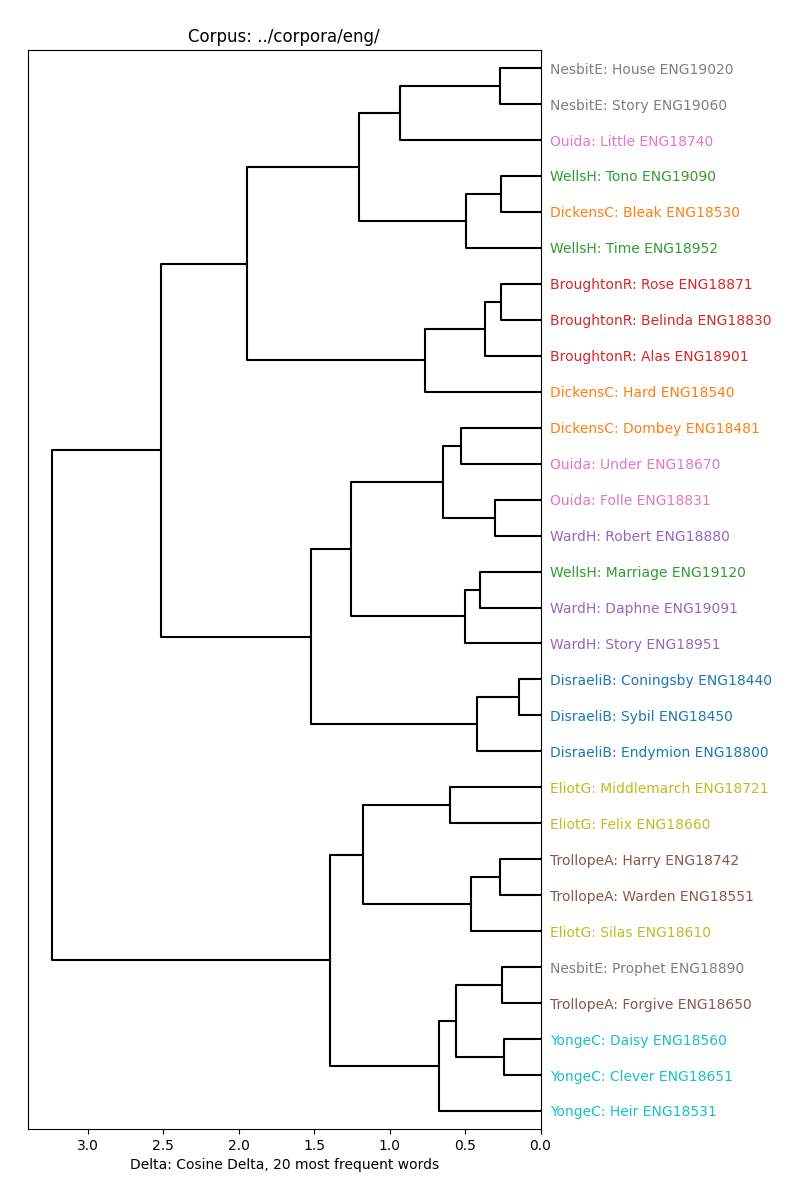 Corpus: ../corpora/eng/
NesbitE: House ENG19020
NesbitE: Story ENG19060
Ouida: Little ENG18740
WellsH: Tono ENG19090
DickensC: Bleak ENG18530
WellsH: Time ENG18952
BroughtonR: Rose ENG18871
BroughtonR: Belinda ENG18830
BroughtonR: Alas ENG18901
DickensC: Hard ENG18540
DickensC: Dombey ENG18481
Ouida: Under ENG18670
Ouida: Folle ENG18831
WardH: Robert ENG18880
WellsH: Marriage ENG19120
WardH: Daphne ENG19091
WardH: Story ENG18951
DisraeliB: Coningsby ENG18440
DisraeliB: Sybil ENG18450
DisraeliB: Endymion ENG18800
EliotG: Middlemarch ENG18721
EliotG: Felix ENG18660
TrollopeA: Harry ENG18742
TrollopeA: Warden ENG18551
EliotG: Silas ENG18610
NesbitE: Prophet ENG18890
TrollopeA: Forgive ENG18650
YongeC: Daisy ENG18560
YongeC: Clever ENG18651
YongeC: Heir ENG18531
3.0 2.5 2.0 1.5 1.0 0.5 0.0
Delta: Cosine Delta, 20 most frequent words